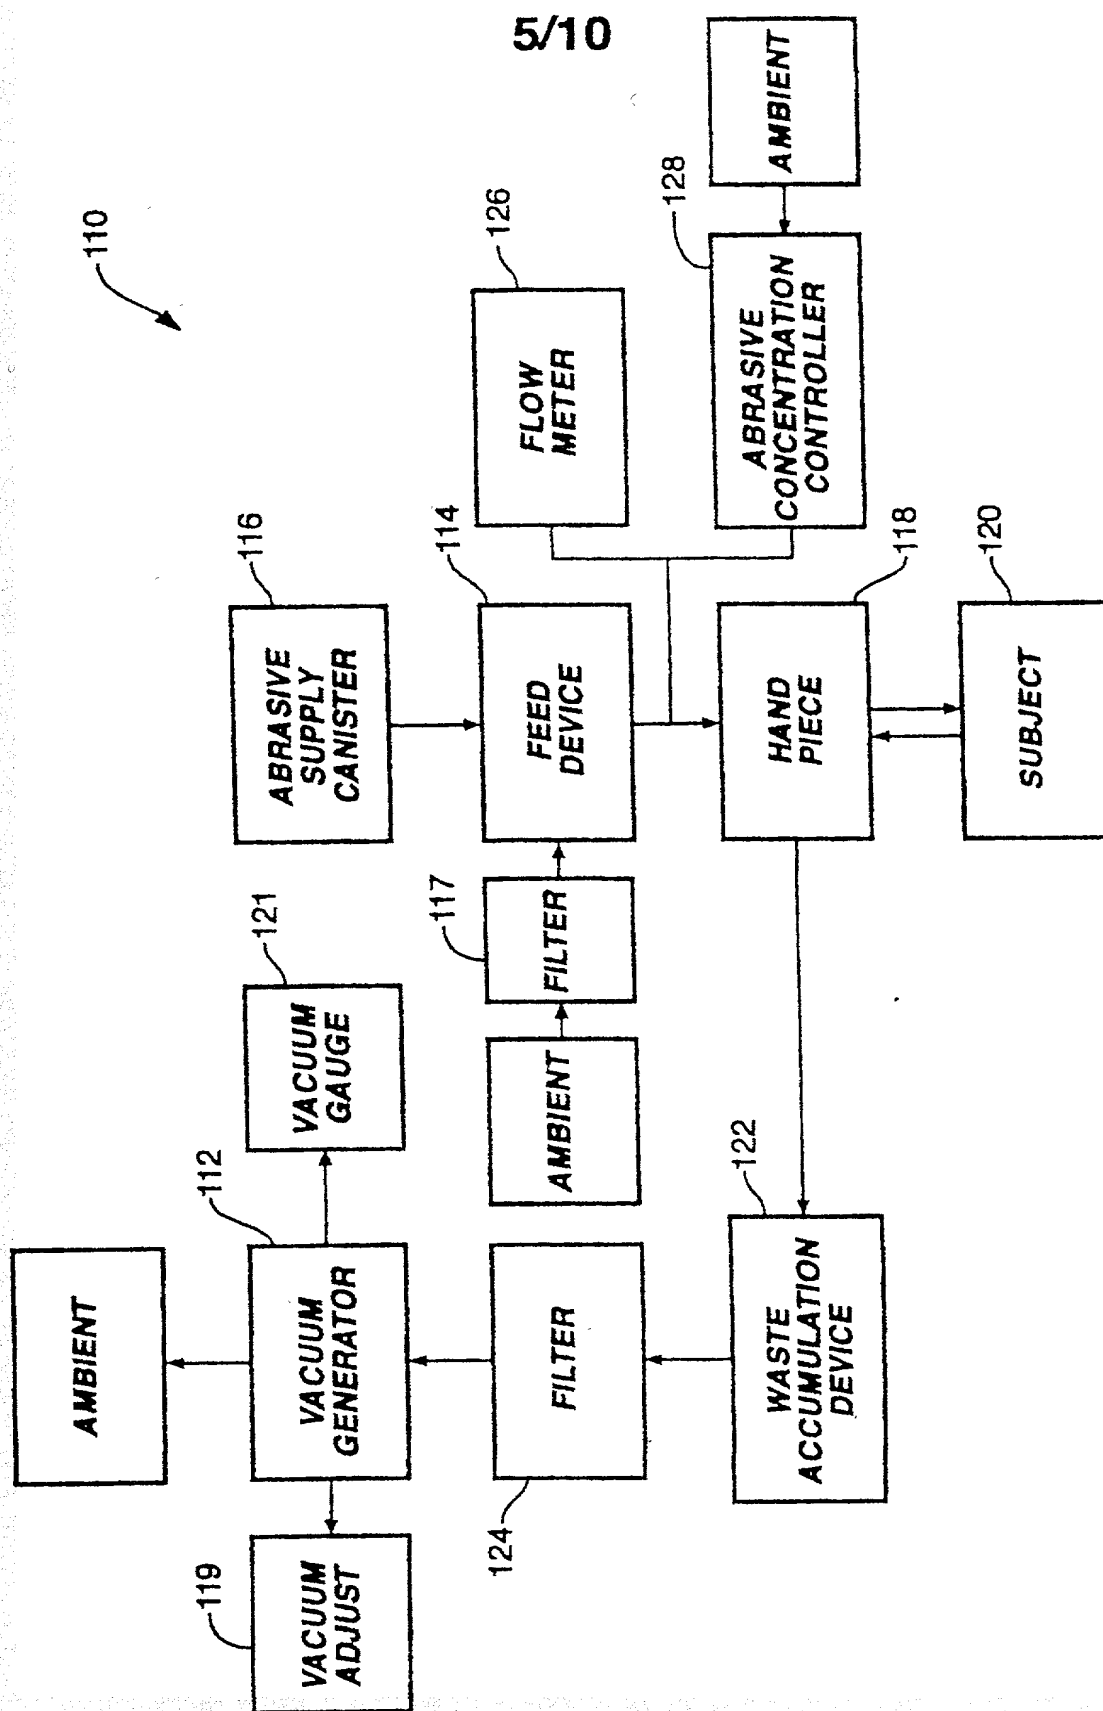 5/10
110
AMBIENT
VACUUM
ADJUST
119
VACUUM
GENERATOR
112
VACUUM
GAUGE
121
ABRASIVE
SUPPLY
CANISTER
116
FILTER
124
AMBIENT
FILTER
117
FEED
DEVICE
114
FLOW
METER
126
WASTE
ACCUMULATION
DEVICE
122
HAND
PIECE
118
ABRASIVE
CONCENTRATION
CONTROLLER
128
AMBIENT
SUBJECT
120